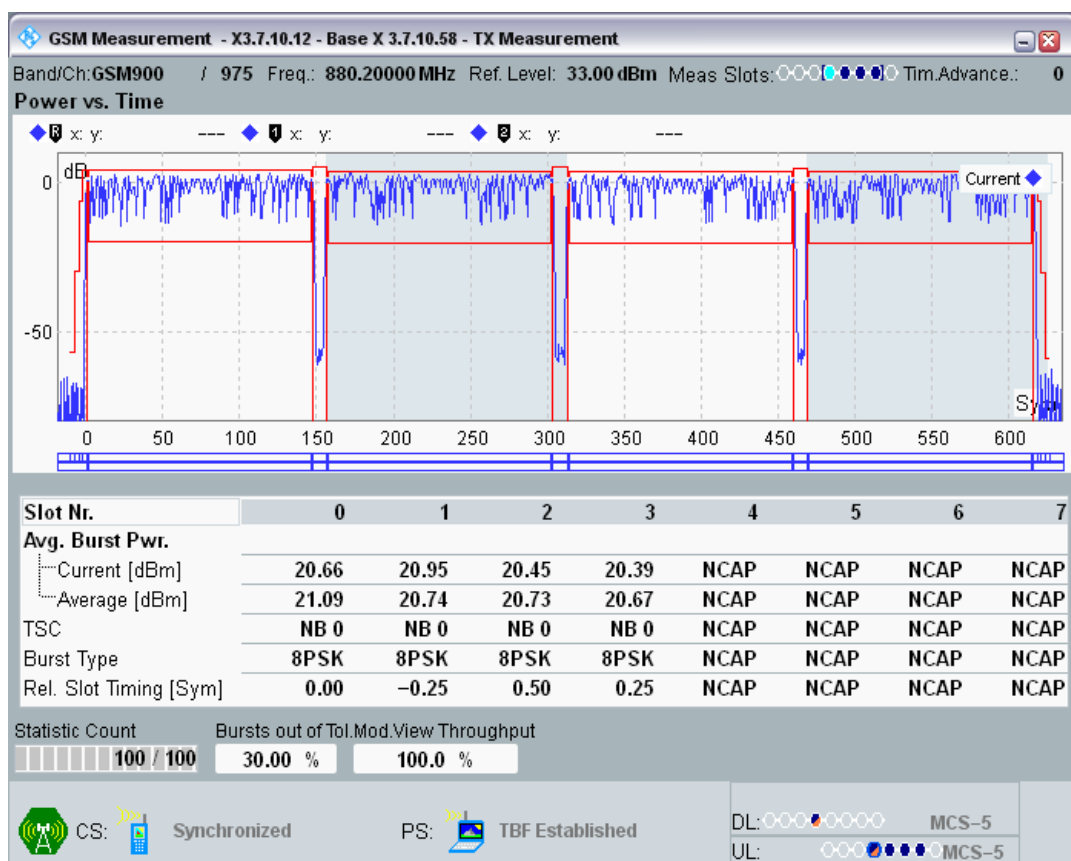 GSM Measurement - X3.7.10.12 - Base X 3.7.10.58 - TX Measurement
Band/Ch:GSM900 / 975 Freq.: 880.20000 MHz Ref. Level: 33.00 dBm Meas Slots: Tim.Advance.: 0
Power vs. Time
R x: y: --- 1 x: y: --- 2 x: y: ---
dB
Current
0
-50
0 50 100 150 200 250 300 350 400 450 500 550 600
Slot Nr. 0 1 2 3 4 5 6 7
Avg. Burst Pwr.
Current [dBm] 20.66 20.95 20.45 20.39 NCAP NCAP NCAP NCAP
Average [dBm] 21.09 20.74 20.73 20.67 NCAP NCAP NCAP NCAP
TSC NB 0 NB 0 NB 0 NB 0 NCAP NCAP NCAP NCAP
Burst Type 8PSK 8PSK 8PSK 8PSK NCAP NCAP NCAP NCAP
Rel. Slot Timing [Sym] 0.00 −0.25 0.50 0.25 NCAP NCAP NCAP NCAP
Statistic Count Bursts out of Tol. Mod.View Throughput
100 / 100 30.00 % 100.0 %
CS: Synchronized PS: TBF Established
DL: MCS−5
UL: MCS−5